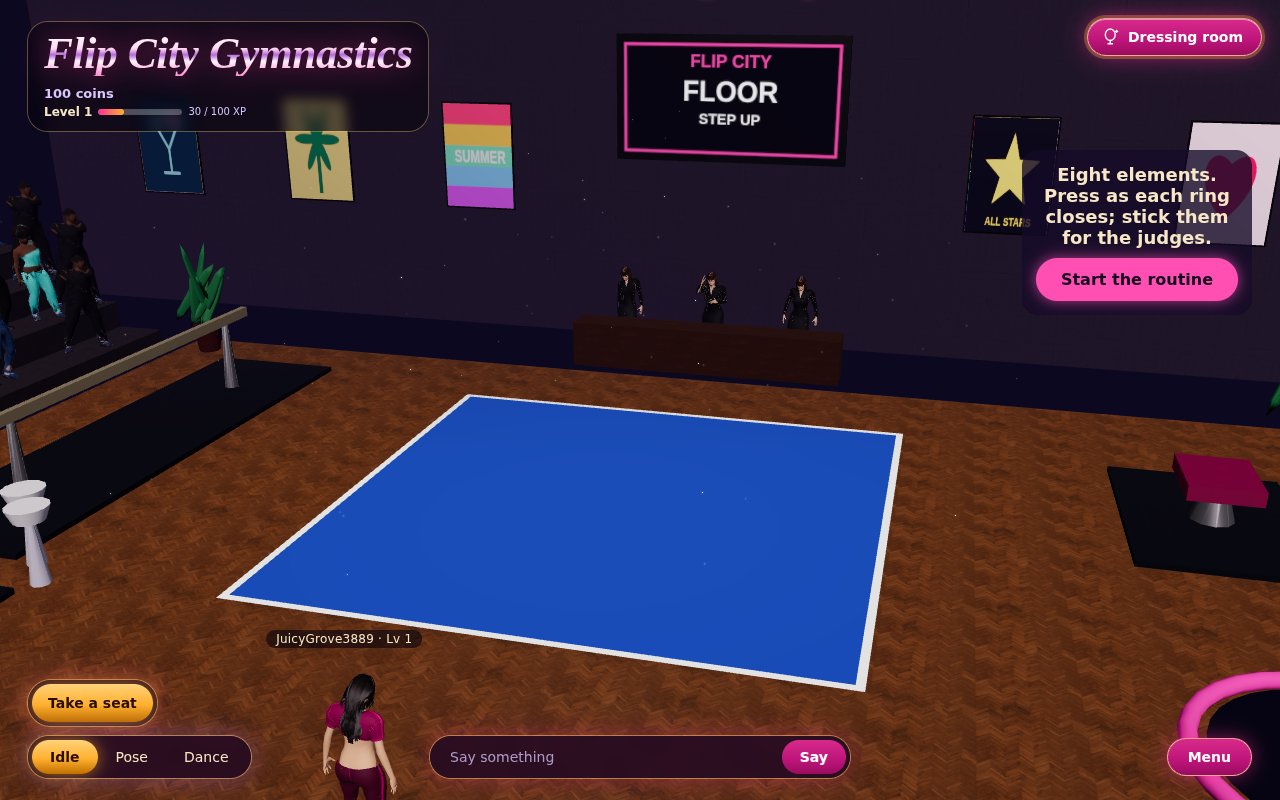 Flip City Gymnastics
100 coins
Level 1 30 / 100 XP
Dressing room
FLIP CITY
FLOOR
STEP UP
SUMMER
ALL STARS
Eight elements.
Press as each ring
closes; stick them
for the judges.
Start the routine
JuicyGrove3889 · Lv 1
Take a seat
Idle Pose Dance
Say something Say
Menu